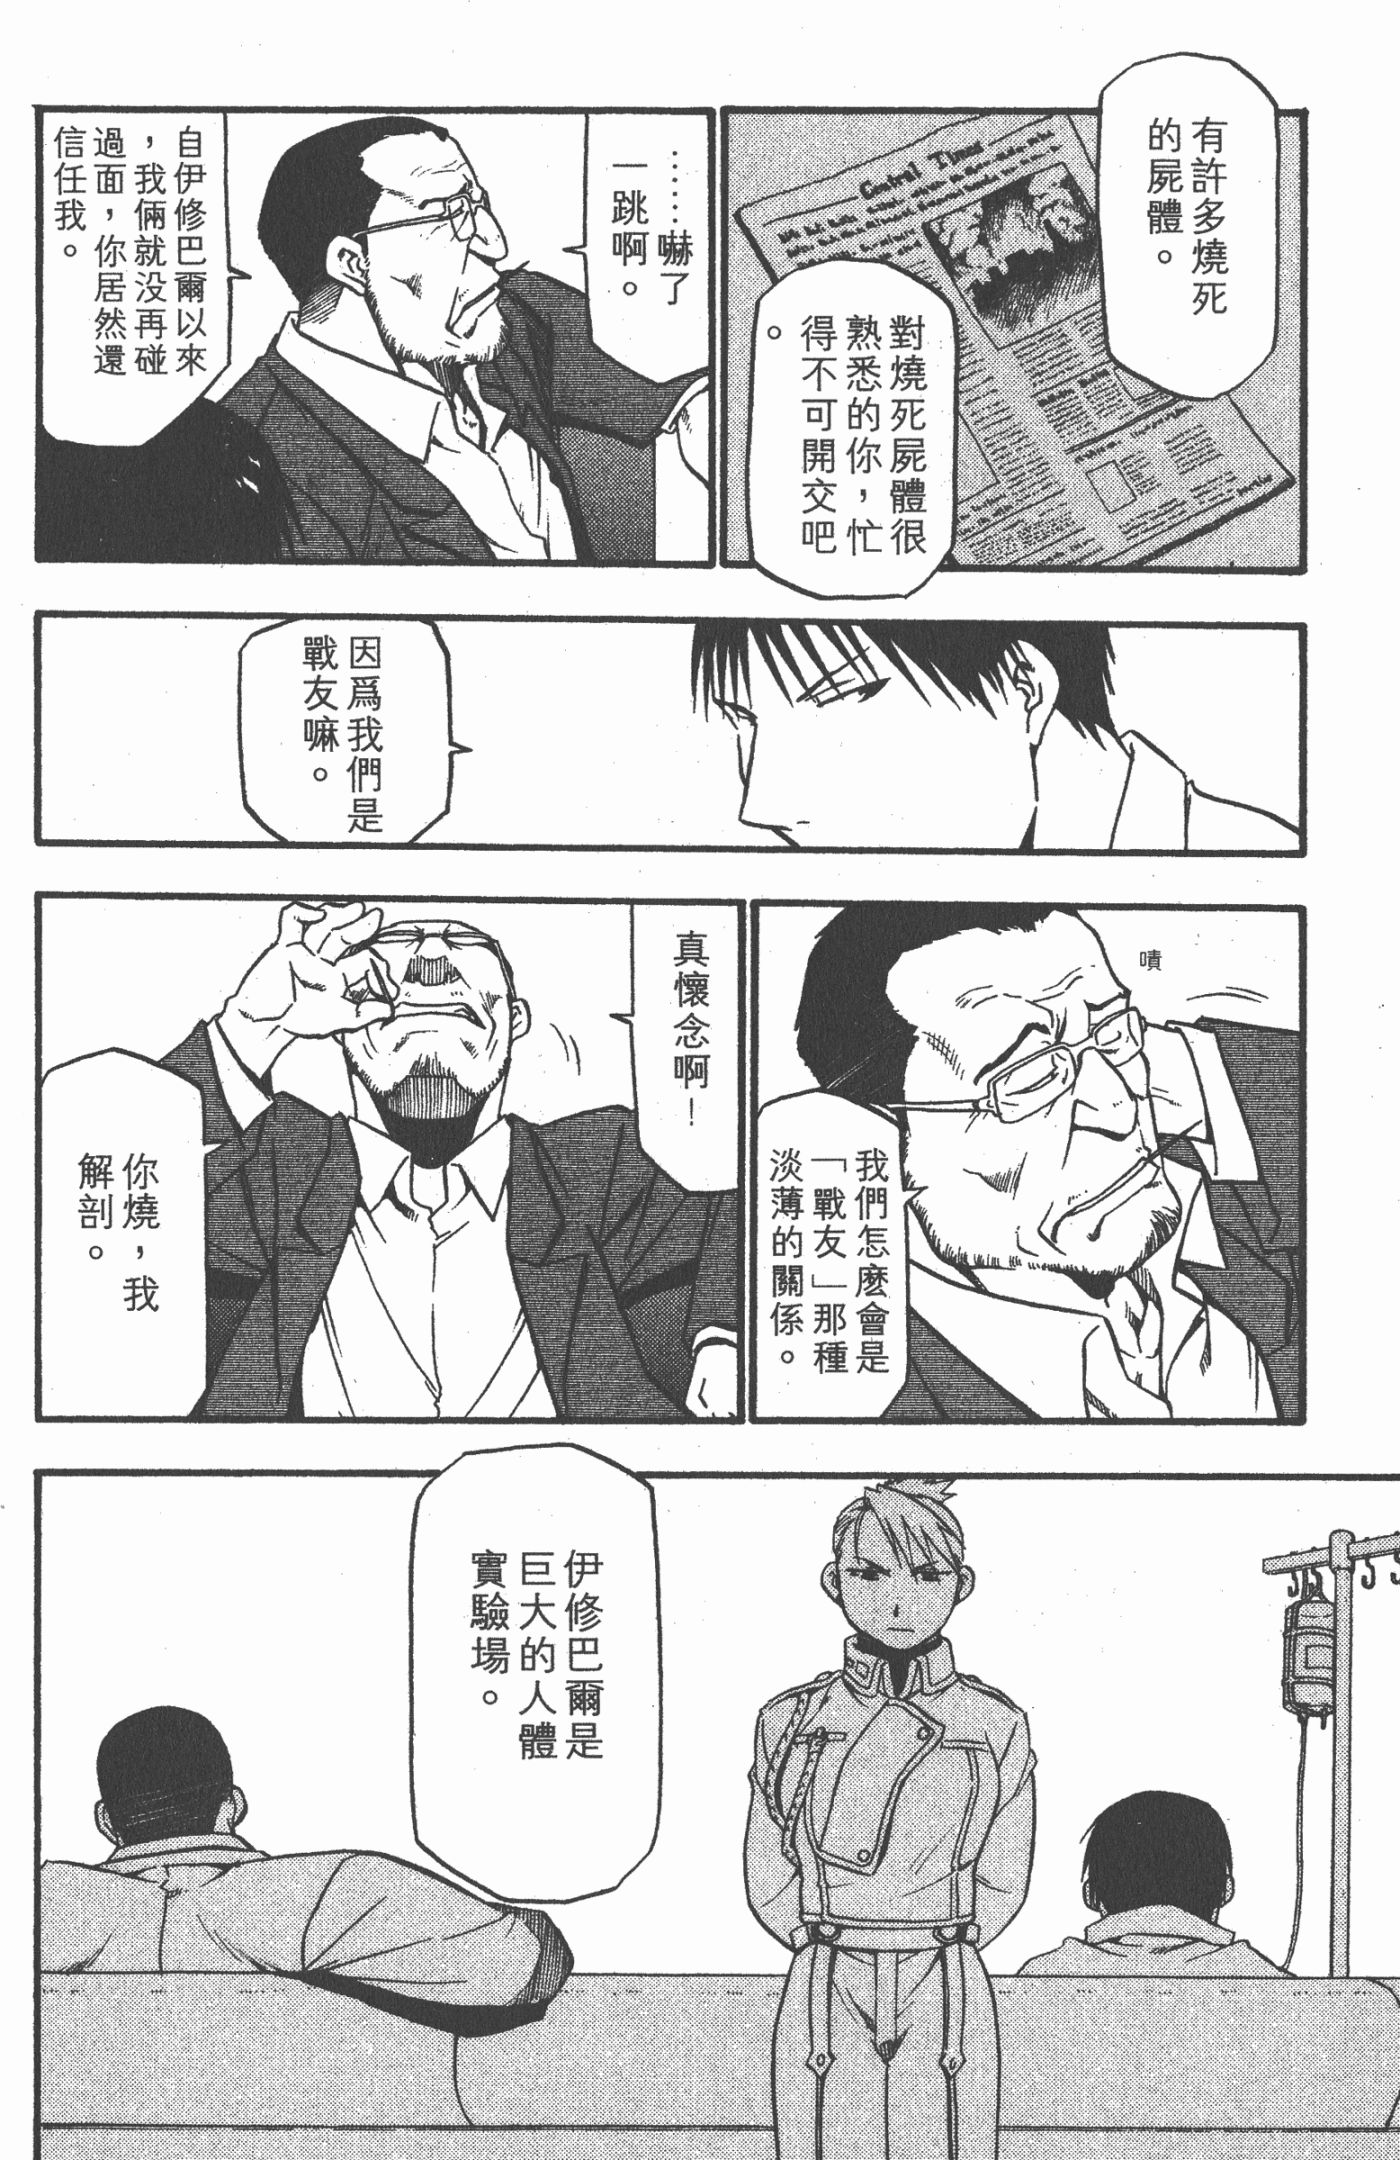 有許多燒死
的屍體。
Central Times
對燒死屍體很
熟悉的你，忙
得不可開交吧
。
……嚇了
一跳啊。
自伊修巴爾以來
，我倆就没再碰
過面，你居然還
信任我。
因爲我們是
戰友嘛。
嘖
我們怎麽會是
「戰友」那種
淡薄的關係。
真懷念啊！
你燒，我
解剖。
伊修巴爾是
巨大的人體
實驗場。